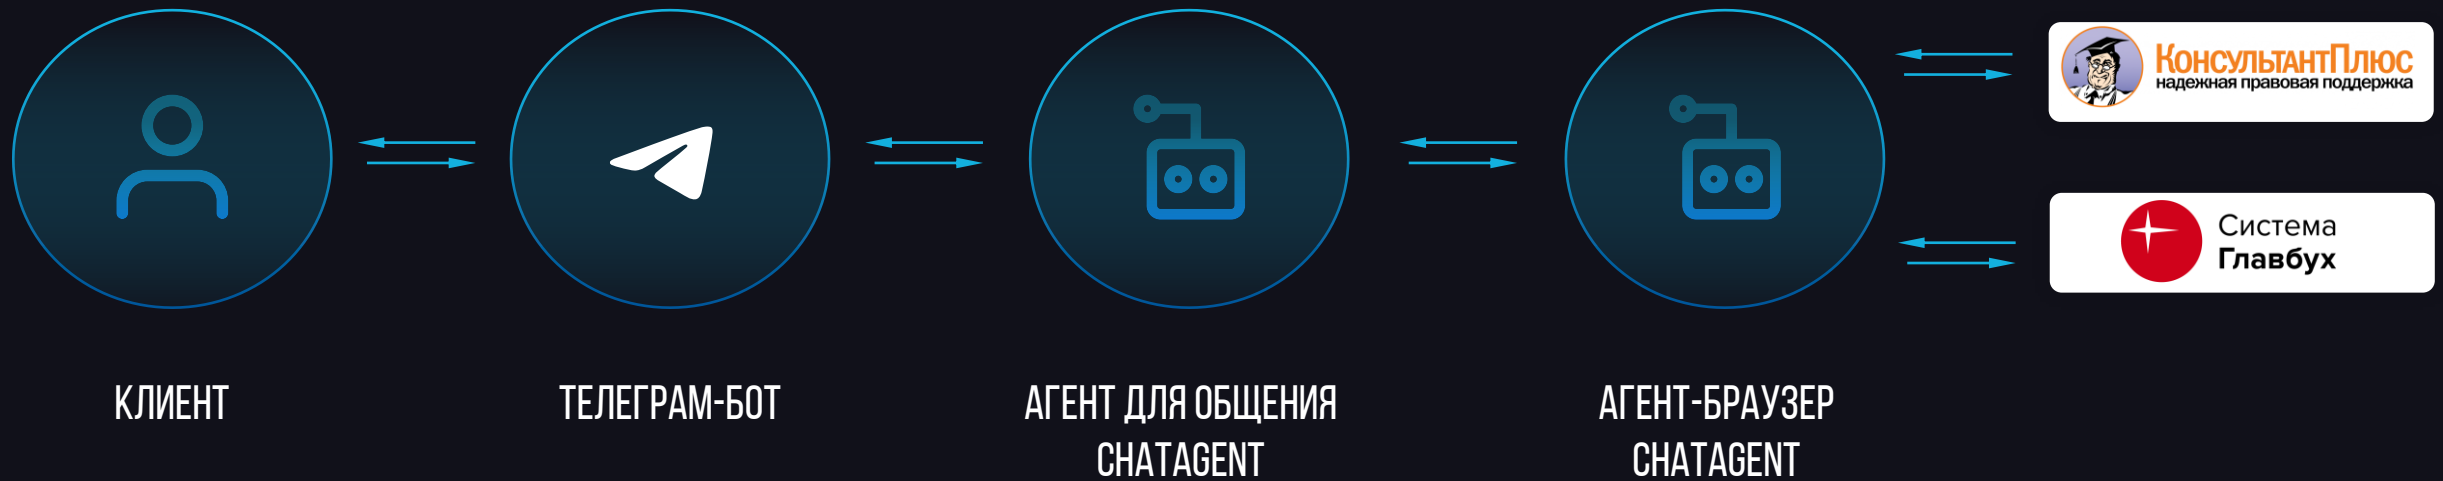 КонсультантПлюс
надежная правовая поддержка
Система
Главбух
КЛИЕНТ
ТЕЛЕГРАМ-БОТ
АГЕНТ ДЛЯ ОБЩЕНИЯ
CHATAGENT
АГЕНТ-БРАУЗЕР
CHATAGENT